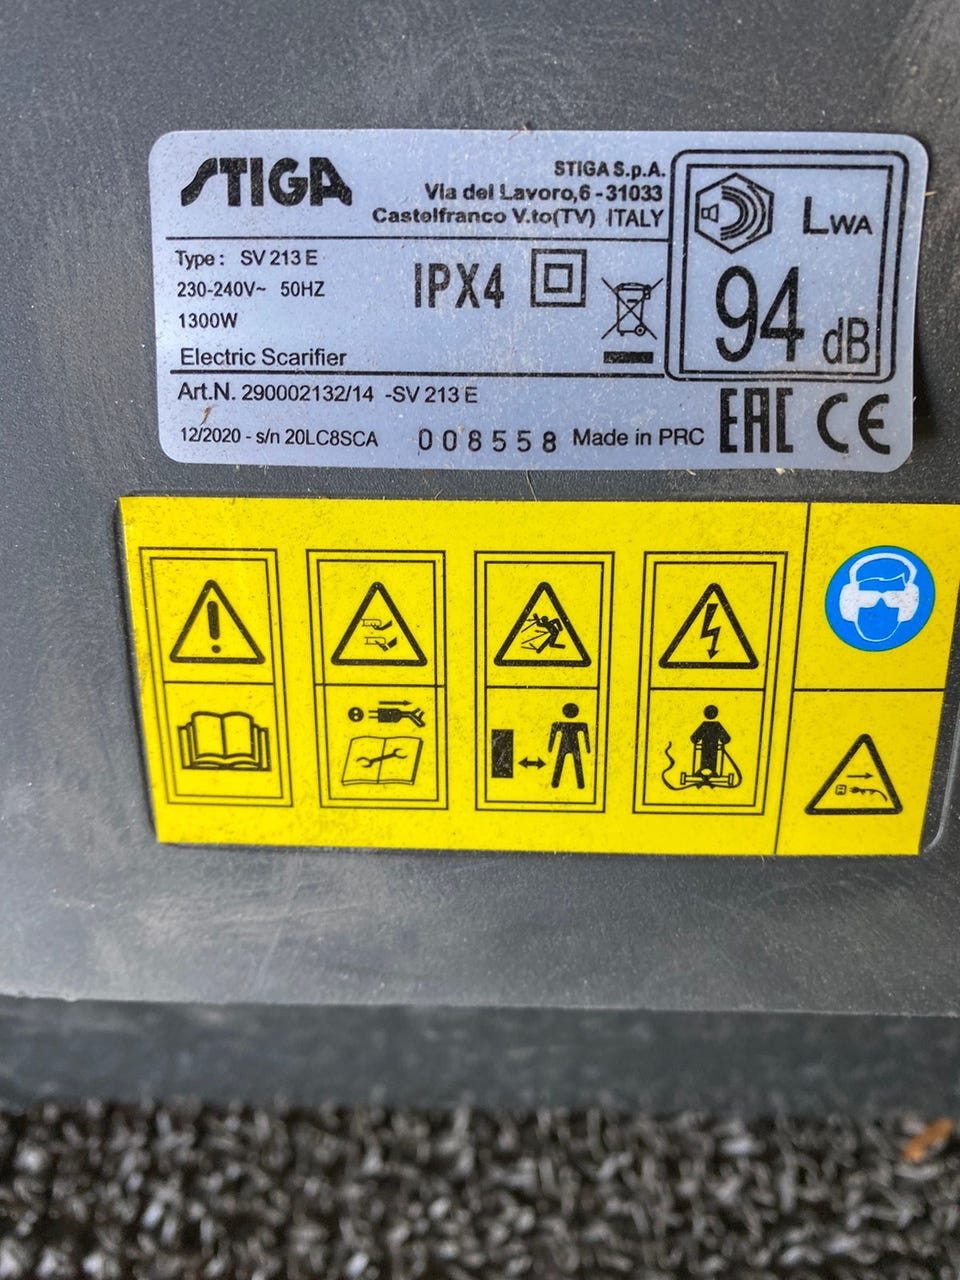 STIGA
STIGA S.p.A.
Via del Lavoro,6 -31033
Castelfranco V.to(TV) ITALY
Type : SV 213 E
230-240V~ 50HZ
1300W
Electric Scarifier
IPX4
LWA
94 dB
Art.N. 290002132/14 -SV 213 E
12/2020 - s/n 20LC8SCA 008558 Made in PRC
EAC CE